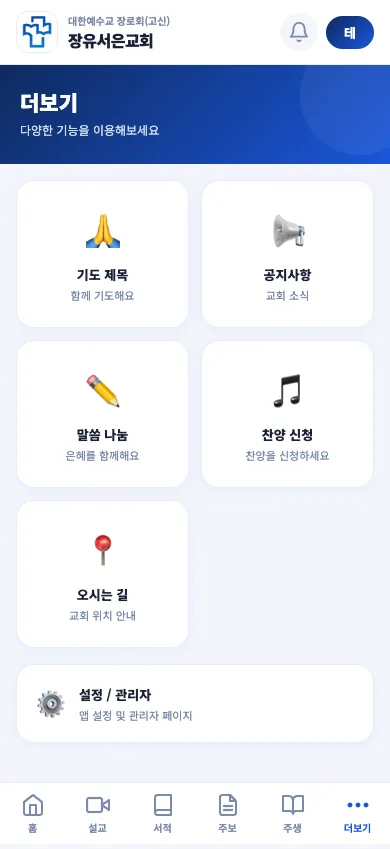 대한예수교 장로회(고신)
장유서은교회
테
더보기
다양한 기능을 이용해보세요
기도 제목
함께 기도해요
공지사항
교회 소식
말씀 나눔
은혜를 함께해요
찬양 신청
찬양을 신청하세요
오시는 길
교회 위치 안내
설정 / 관리자
앱 설정 및 관리자 페이지
홈
설교
서적
주보
주생
더보기